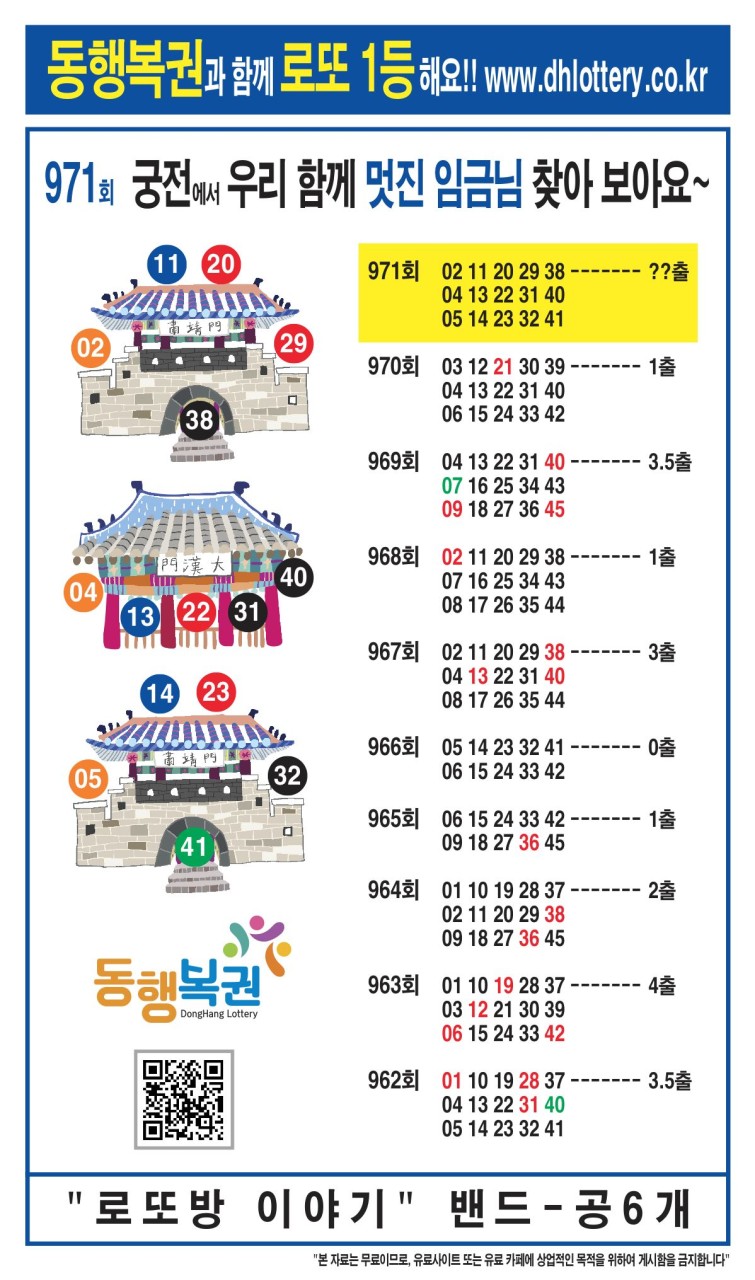 동행복권과 함께 로또 1등 해요!! www.dhlottery.co.kr
971회 궁전에서 우리 함께 멋진 임금님 찾아 보아요~
11 20
肅靖門
02 29
38
大漢門
04 13 22 31 40
14 23
肅靖門
05 32
41
동행복권
DongHang Lottery
971회 02 11 20 29 38 ------- ??출
04 13 22 31 40
05 14 23 32 41
970회 03 12 21 30 39 ------- 1출
04 13 22 31 40
06 15 24 33 42
969회 04 13 22 31 40 ------- 3.5출
07 16 25 34 43
09 18 27 36 45
968회 02 11 20 29 38 ------- 1출
07 16 25 34 43
08 17 26 35 44
967회 02 11 20 29 38 ------- 3출
04 13 22 31 40
08 17 26 35 44
966회 05 14 23 32 41 ------- 0출
06 15 24 33 42
965회 06 15 24 33 42 ------- 1출
09 18 27 36 45
964회 01 10 19 28 37 ------- 2출
02 11 20 29 38
09 18 27 36 45
963회 01 10 19 28 37 ------- 4출
03 12 21 30 39
06 15 24 33 42
962회 01 10 19 28 37 ------- 3.5출
04 13 22 31 40
05 14 23 32 41
"로또방 이야기" 밴드-공6개
"본 자료는 무료이므로, 유료사이트 또는 유료 카페에 상업적인 목적을 위하여 게시함을 금지합니다"